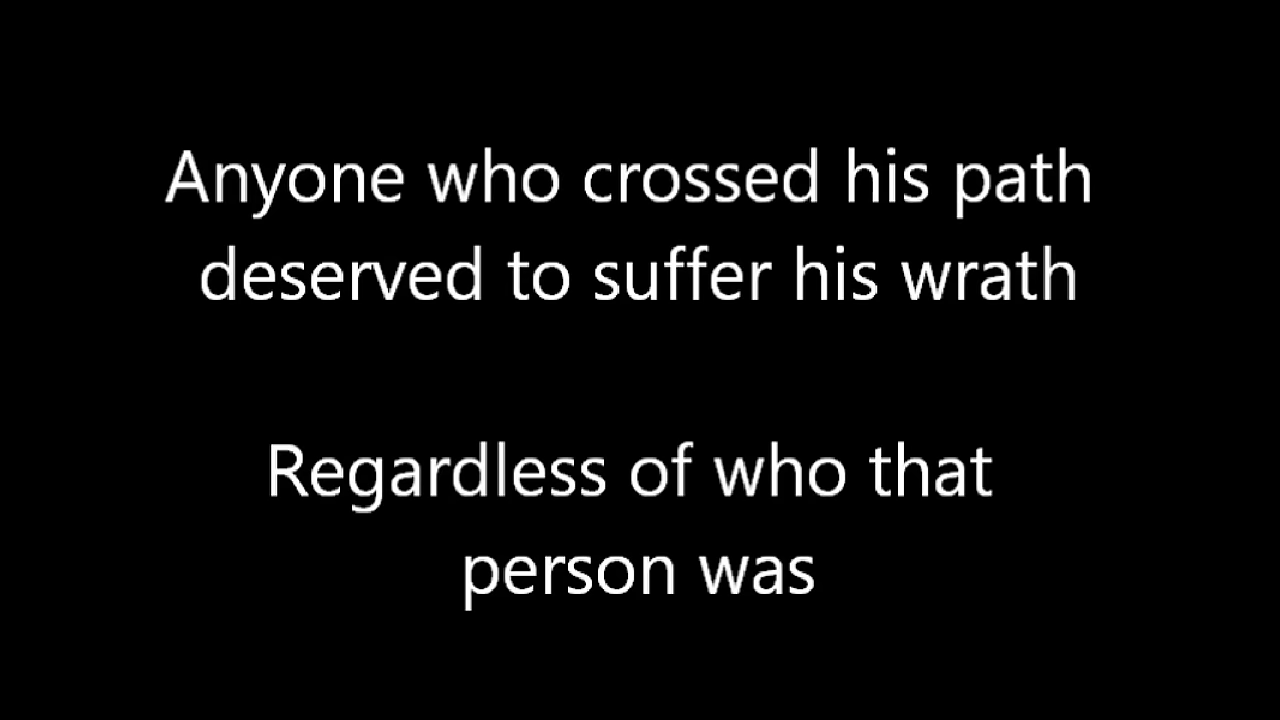 Anyone who crossed his path
deserved to suffer his wrath
Regardless of who that
person was